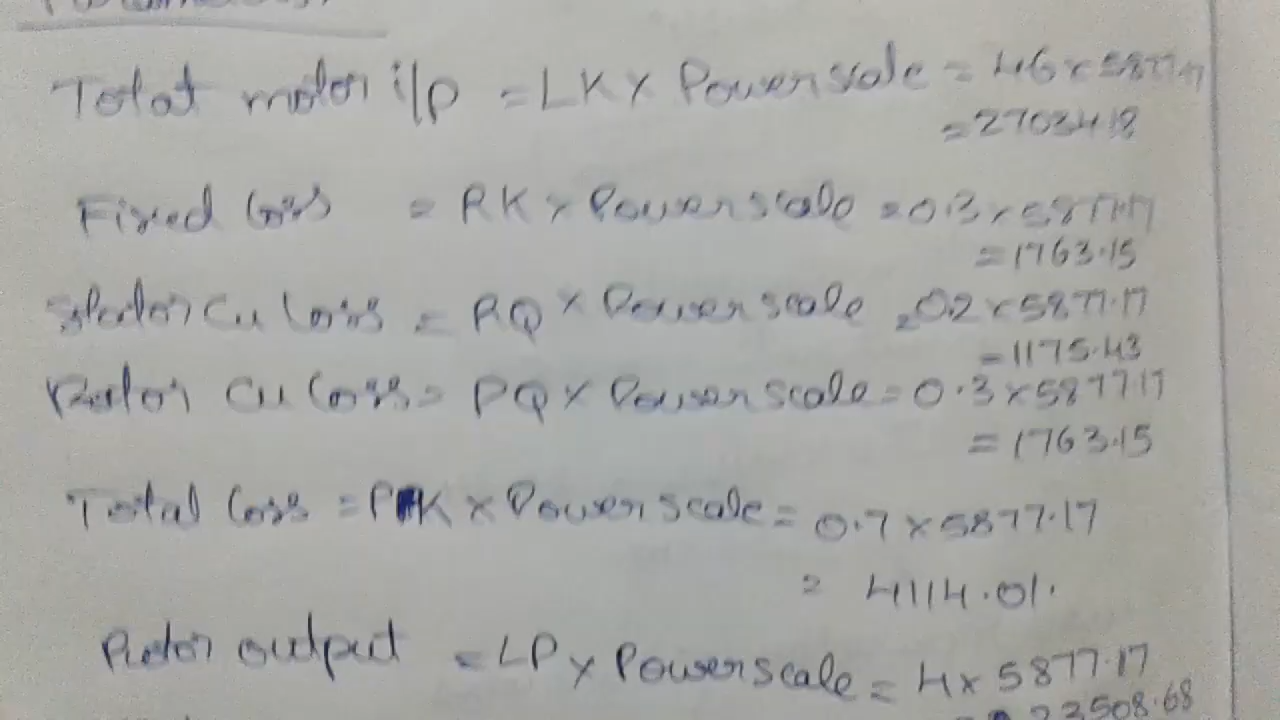 Total motor i/p = LK x Power scale = 4.6 x 5877.17
= 27034.18
Fixed loss = RK x Power scale = 0.3 x 5877.17
= 1763.15
Stator Cu loss = RQ x Power scale = 0.2 x 5877.17
= 1175.43
Rotor Cu loss = PQ x Power scale = 0.3 x 5877.17
= 1763.15
Total loss = PK x Power scale = 0.7 x 5877.17
= 4114.01.
Rotor output = LP x Power scale = 4 x 5877.17
= 23508.68